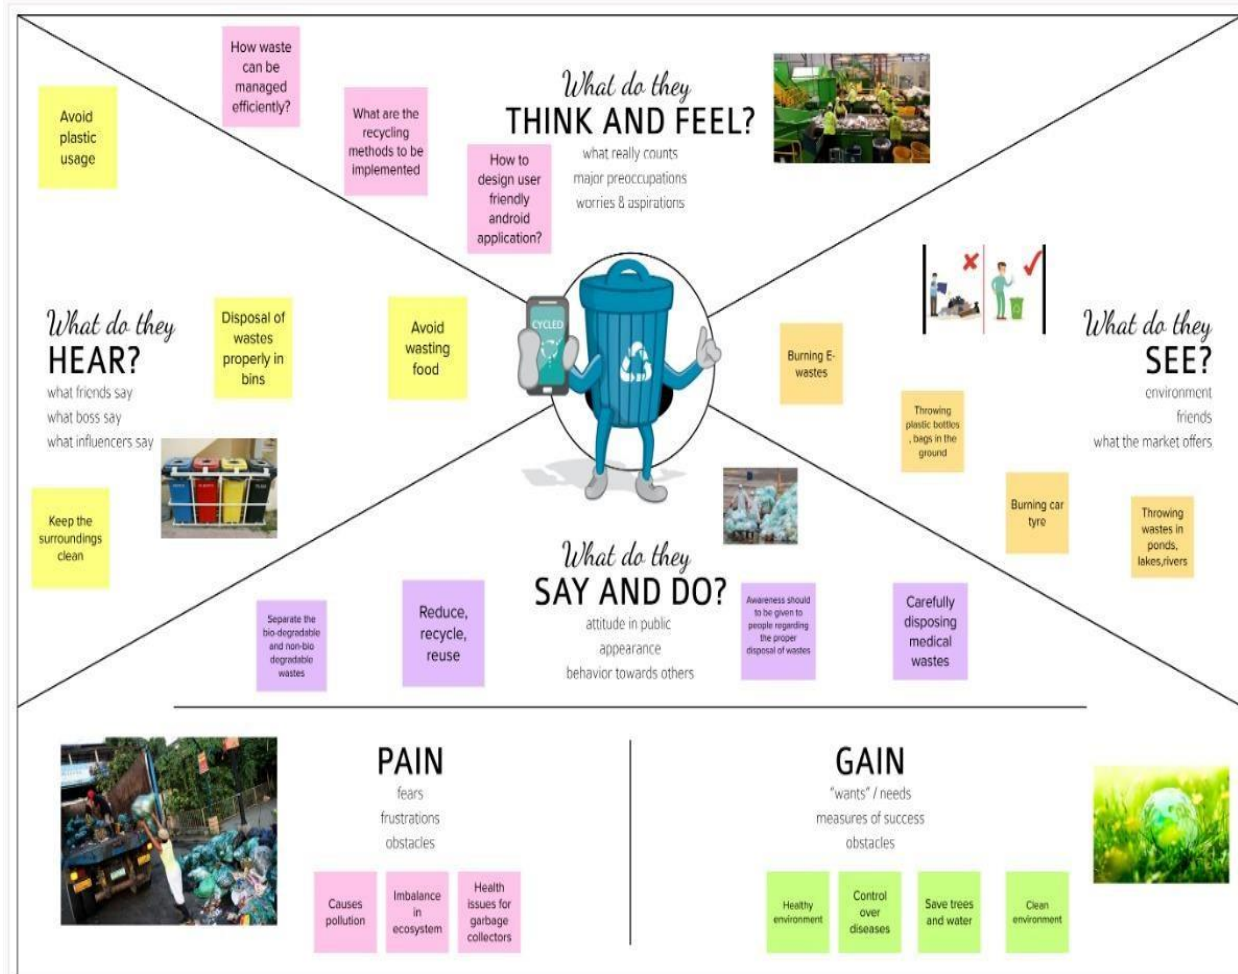 How waste
can be
managed
efficiently?
What are the
recycling
methods to be
implemented
How to
design user
friendly
android
application?
What do they
THINK AND FEEL?
what really counts
major preoccupations
worries & aspirations
Avoid
plastic
usage
What do they
HEAR?
what friends say
what boss say
what influencers say
Disposal of
wastes
properly in
bins
Avoid
wasting
food
Keep the
surroundings
clean
CYCLED
What do they
SEE?
environment
friends
what the market offers
Burning E-
wastes
Throwing
plastic bottles
, bags in the
ground
Burning car
tyre
Throwing
wastes in
ponds,
lakes,rivers
What do they
SAY AND DO?
attitude in public
appearance
behavior towards others
Separate the
bio-degradable
and non-bio
degradable
wastes
Reduce,
recycle,
reuse
Awareness should
to be given to
people regarding
the proper
disposal of wastes
Carefully
disposing
medical
wastes
PAIN
fears
frustrations
obstacles
Causes
pollution
Imbalance
in
ecosystem
Health
issues for
garbage
collectors
GAIN
"wants" / needs
measures of success
obstacles
Healthy
environment
Control
over
diseases
Save trees
and water
Clean
environment